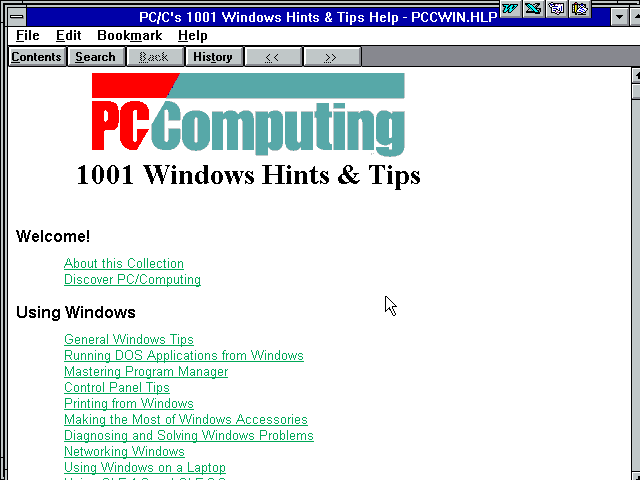 PC/C's 1001 Windows Hints & Tips Help - PCCWIN.HLP
File Edit Bookmark Help
Contents Search Back History << >>
PC Computing
1001 Windows Hints & Tips
Welcome!
About this Collection
Discover PC/Computing
Using Windows
General Windows Tips
Running DOS Applications from Windows
Mastering Program Manager
Control Panel Tips
Printing from Windows
Making the Most of Windows Accessories
Diagnosing and Solving Windows Problems
Networking Windows
Using Windows on a Laptop